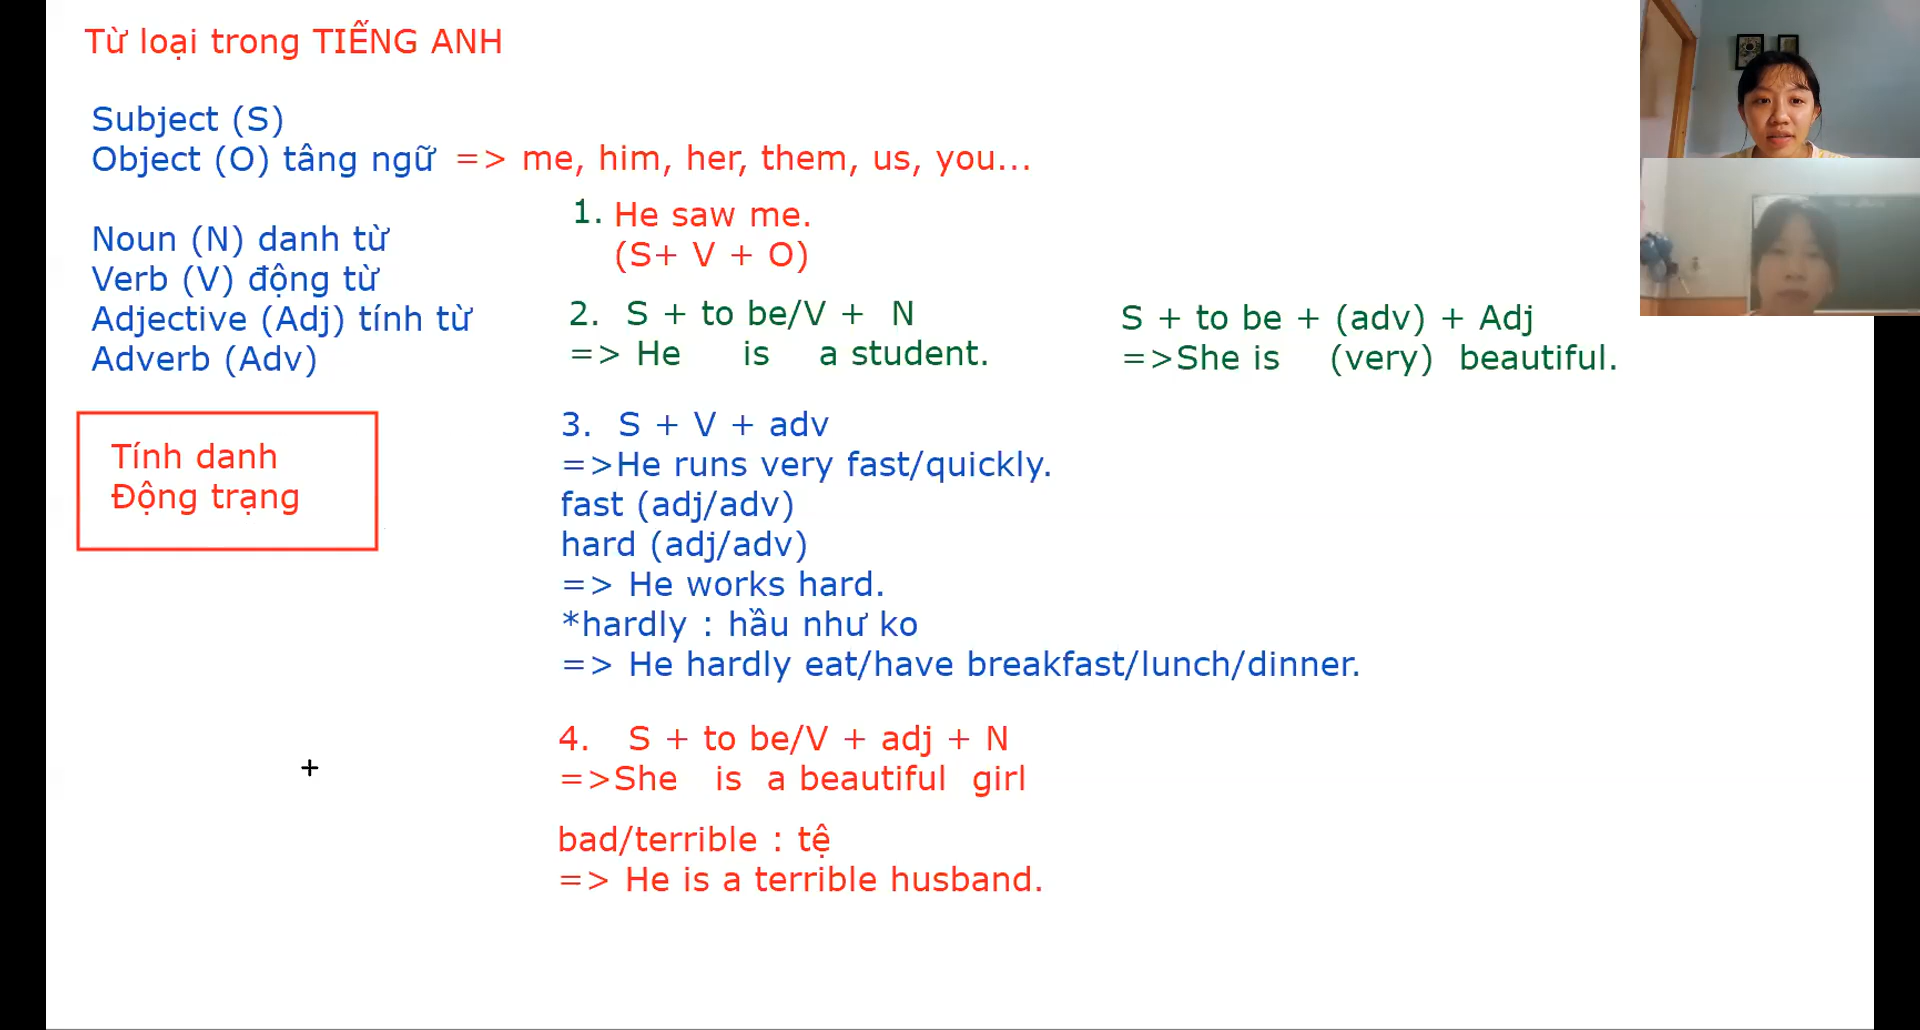 Từ loại trong TIẾNG ANH
Subject (S)
Object (O) tâng ngữ => me, him, her, them, us, you...
Noun (N) danh từ
Verb (V) động từ
Adjective (Adj) tính từ
Adverb (Adv)
Tính danh
Động trạng
1. He saw me.
(S+ V + O)
2. S + to be/V + N
=> He is a student.
S + to be + (adv) + Adj
=>She is (very) beautiful.
3. S + V + adv
=>He runs very fast/quickly.
fast (adj/adv)
hard (adj/adv)
=> He works hard.
*hardly : hầu như ko
=> He hardly eat/have breakfast/lunch/dinner.
4. S + to be/V + adj + N
=>She is a beautiful girl
bad/terrible : tệ
=> He is a terrible husband.